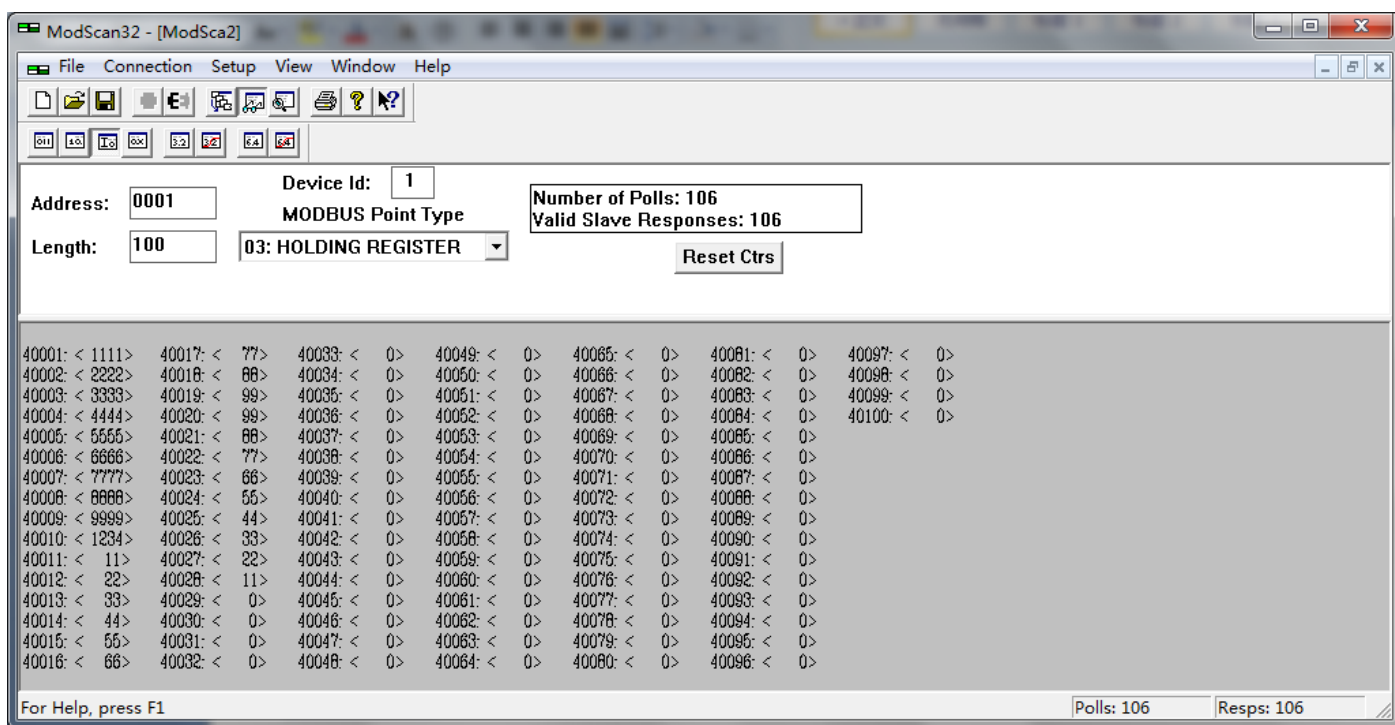 ModScan32 - [ModSca2]
File Connection Setup View Window Help
Address: 0001
Device Id: 1
MODBUS Point Type
Length: 100
03: HOLDING REGISTER
Number of Polls: 106
Valid Slave Responses: 106
Reset Ctrs
40001: < 1111> 40017: < 77> 40033: < 0> 40049: < 0> 40065: < 0> 40081: < 0> 40097: < 0>
40002: < 2222> 40018: < 88> 40034: < 0> 40050: < 0> 40066: < 0> 40082: < 0> 40098: < 0>
40003: < 3333> 40019: < 99> 40035: < 0> 40051: < 0> 40067: < 0> 40083: < 0> 40099: < 0>
40004: < 4444> 40020: < 99> 40036: < 0> 40052: < 0> 40068: < 0> 40084: < 0> 40100: < 0>
40005: < 5555> 40021: < 88> 40037: < 0> 40053: < 0> 40069: < 0> 40085: < 0>
40006: < 6666> 40022: < 77> 40038: < 0> 40054: < 0> 40070: < 0> 40086: < 0>
40007: < 7777> 40023: < 66> 40039: < 0> 40055: < 0> 40071: < 0> 40087: < 0>
40008: < 8888> 40024: < 55> 40040: < 0> 40056: < 0> 40072: < 0> 40088: < 0>
40009: < 9999> 40025: < 44> 40041: < 0> 40057: < 0> 40073: < 0> 40089: < 0>
40010: < 1234> 40026: < 33> 40042: < 0> 40058: < 0> 40074: < 0> 40090: < 0>
40011: < 11> 40027: < 22> 40043: < 0> 40059: < 0> 40075: < 0> 40091: < 0>
40012: < 22> 40028: < 11> 40044: < 0> 40060: < 0> 40076: < 0> 40092: < 0>
40013: < 33> 40029: < 0> 40045: < 0> 40061: < 0> 40077: < 0> 40093: < 0>
40014: < 44> 40030: < 0> 40046: < 0> 40062: < 0> 40078: < 0> 40094: < 0>
40015: < 55> 40031: < 0> 40047: < 0> 40063: < 0> 40079: < 0> 40095: < 0>
40016: < 66> 40032: < 0> 40048: < 0> 40064: < 0> 40080: < 0> 40096: < 0>
For Help, press F1
Polls: 106
Resps: 106